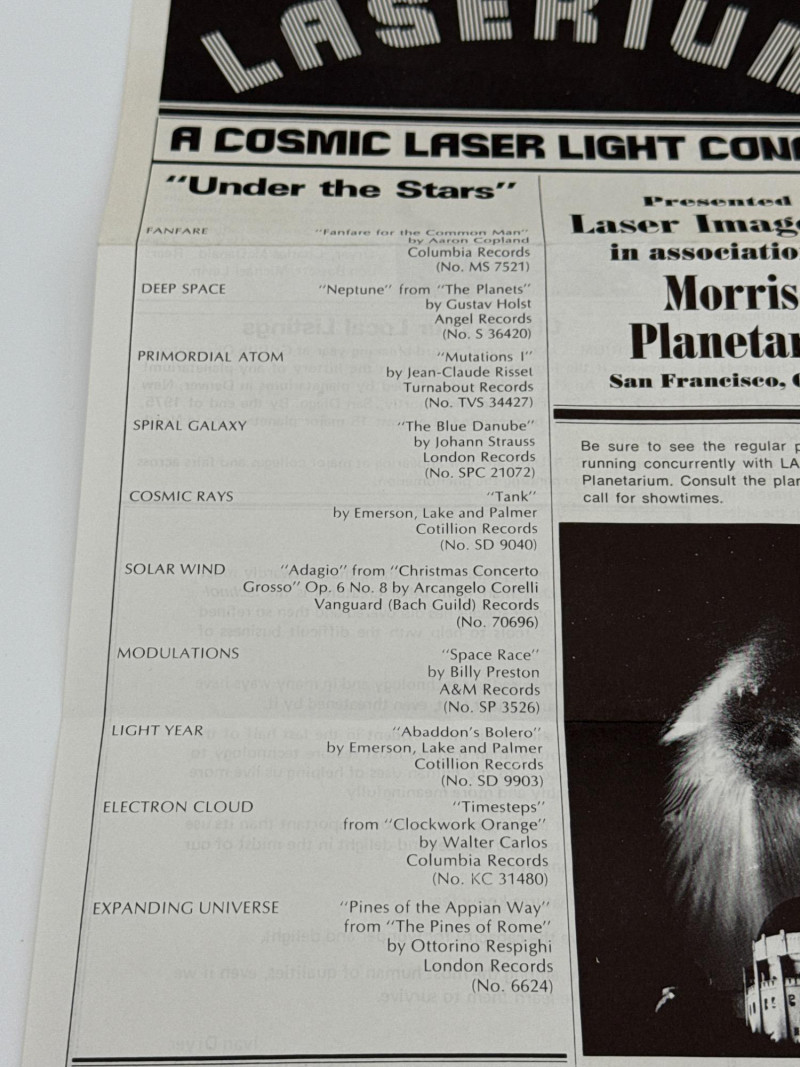 LASERIUM
A COSMIC LASER LIGHT
"Under the Stars"
FANFARE "Fanfare for the Common Man"
by Aaron Copland
Columbia Records
(No. MS 7521)
DEEP SPACE "Neptune" from "The Planets"
by Gustav Holst
Angel Records
(No. S 36420)
PRIMORDIAL ATOM "Mutations I"
by Jean-Claude Risset
Turnabout Records
(No. TVS 34427)
SPIRAL GALAXY "The Blue Danube"
by Johann Strauss
London Records
(No. SPC 21072)
COSMIC RAYS "Tank"
by Emerson, Lake and Palmer
Cotillion Records
(No. SD 9040)
SOLAR WIND "Adagio" from "Christmas Concerto
Grosso" Op. 6 No. 8 by Arcangelo Corelli
Vanguard (Bach Guild) Records
(No. 70696)
MODULATIONS "Space Race"
by Billy Preston
A&M Records
(No. SP 3526)
LIGHT YEAR "Abaddon's Bolero"
by Emerson, Lake and Palmer
Cotillion Records
(No. SD 9903)
ELECTRON CLOUD "Timesteps"
from "Clockwork Orange"
by Walter Carlos
Columbia Records
(No. KC 31480)
EXPANDING UNIVERSE "Pines of the Appian Way"
from "The Pines of Rome"
by Ottorino Respighi
London Records
(No. 6624)
Presented
Laser
in
Morris
San Francisco,
Be sure to see the regular
running concurrently with
Planetarium. Consult the
call for showtimes.